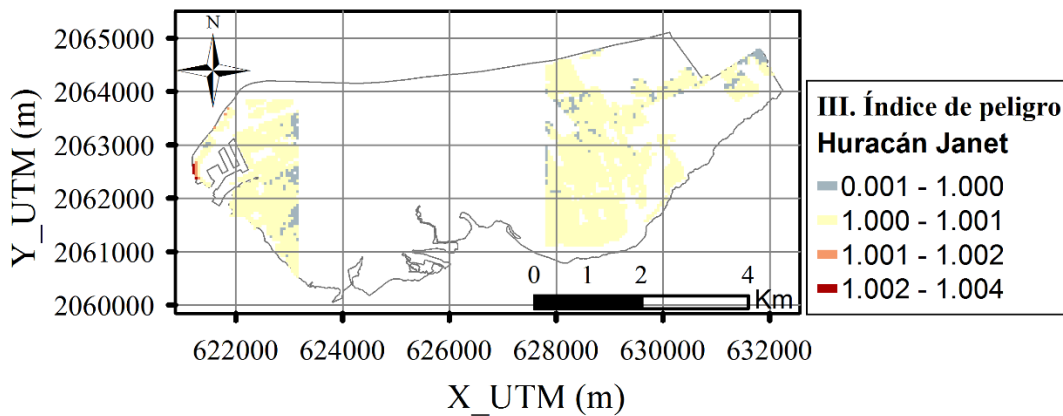 N
2065000
2064000
2063000
2062000
2061000
2060000
Y_UTM (m)
0 1 2 4
Km
622000 624000 626000 628000 630000 632000
X_UTM (m)
III. Índice de peligro
Huracán Janet
0.001 - 1.000
1.000 - 1.001
1.001 - 1.002
1.002 - 1.004